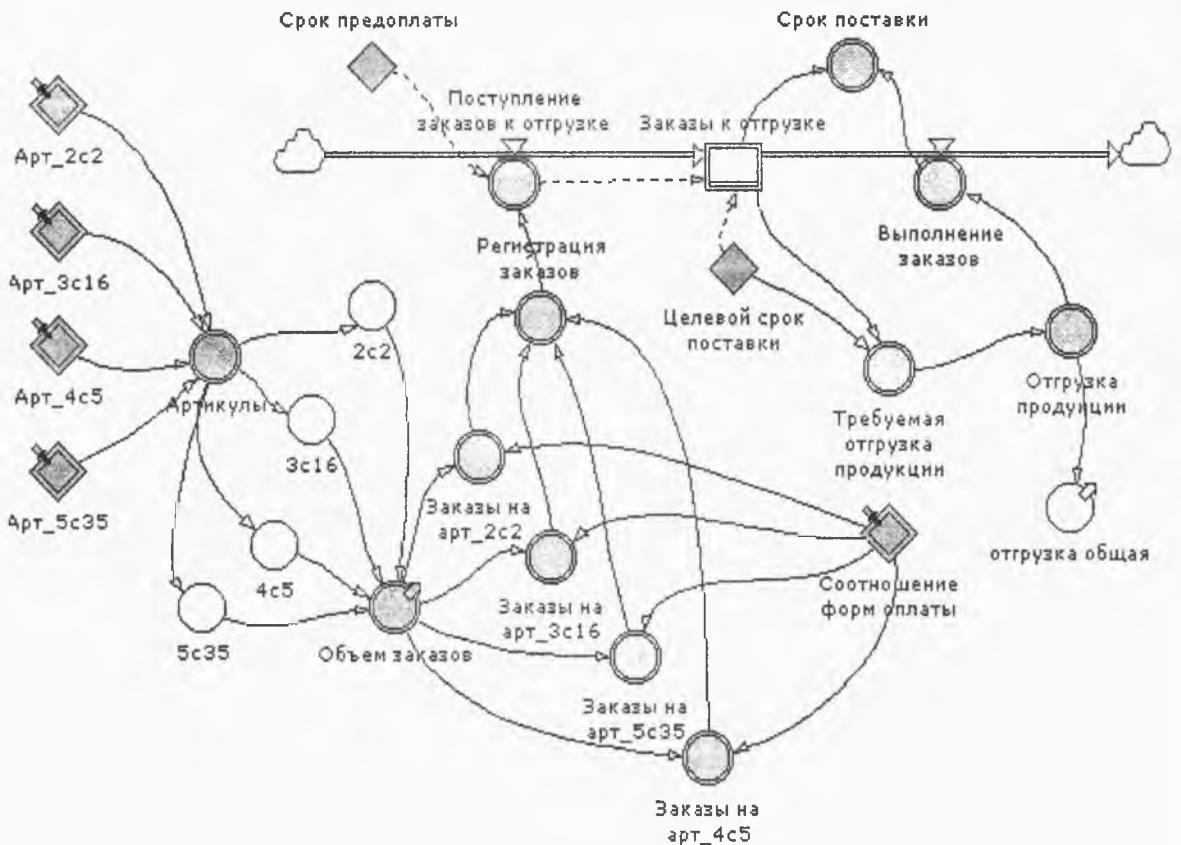 Срок предоплаты
Срок поставки
Поступление
заказов к отгрузке
Заказы к отгрузке
Арт_2с2
Арт_3с16
Арт_4с5
Арт_5с35
Артикулы
2с2
3с16
4с5
5с35
Объем заказов
Регистрация
заказов
Целевой срок
поставки
Выполнение
заказов
Требуемая
отгрузка
продукции
Отгрузка
продукции
отгрузка общая
Соотношение
форм оплаты
Заказы на
арт_2с2
Заказы на
арт_3с16
Заказы на
арт_5с35
Заказы на
арт_4с5